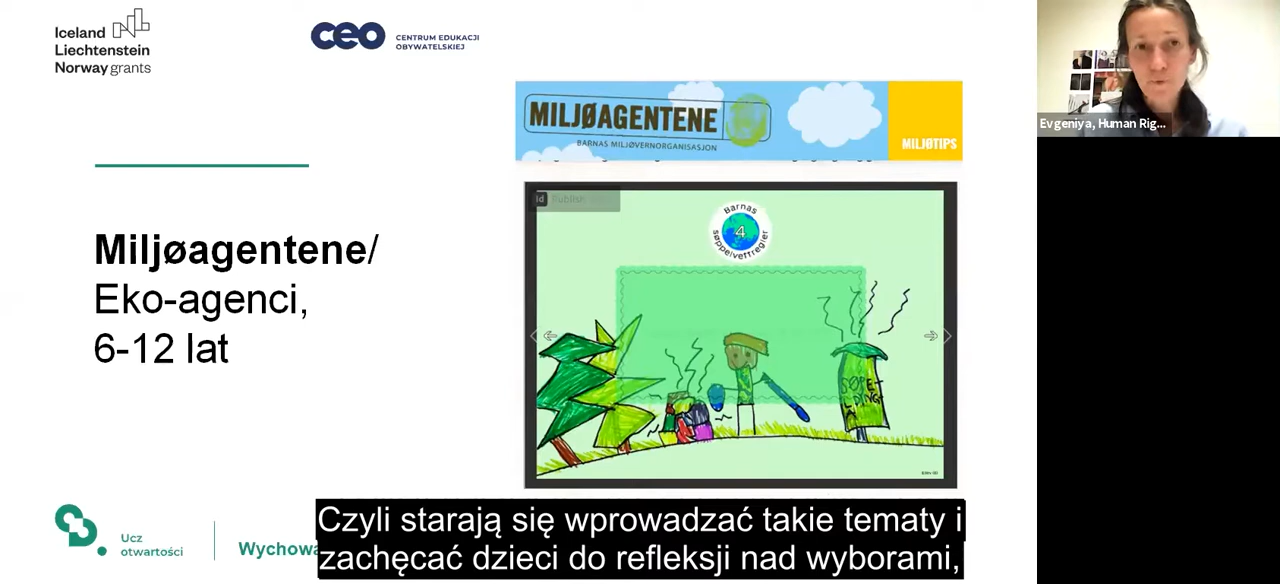 Iceland
Liechtenstein
Norway grants
ceo CENTRUM EDUKACJI
OBYWATELSKIEJ
MILJØAGENTENE
BARNAS MILJØVERNORGANISASJON
MILJØTIPS
Evgeniya, Human Rig...
Id Publish
Barnas
4
søppelvettregler
Miljøagentene/
Eko-agenci,
6-12 lat
Ucz
otwartości
Wychowa
Czyli starają się wprowadzać takie tematy i
zachęcać dzieci do refleksji nad wyborami,